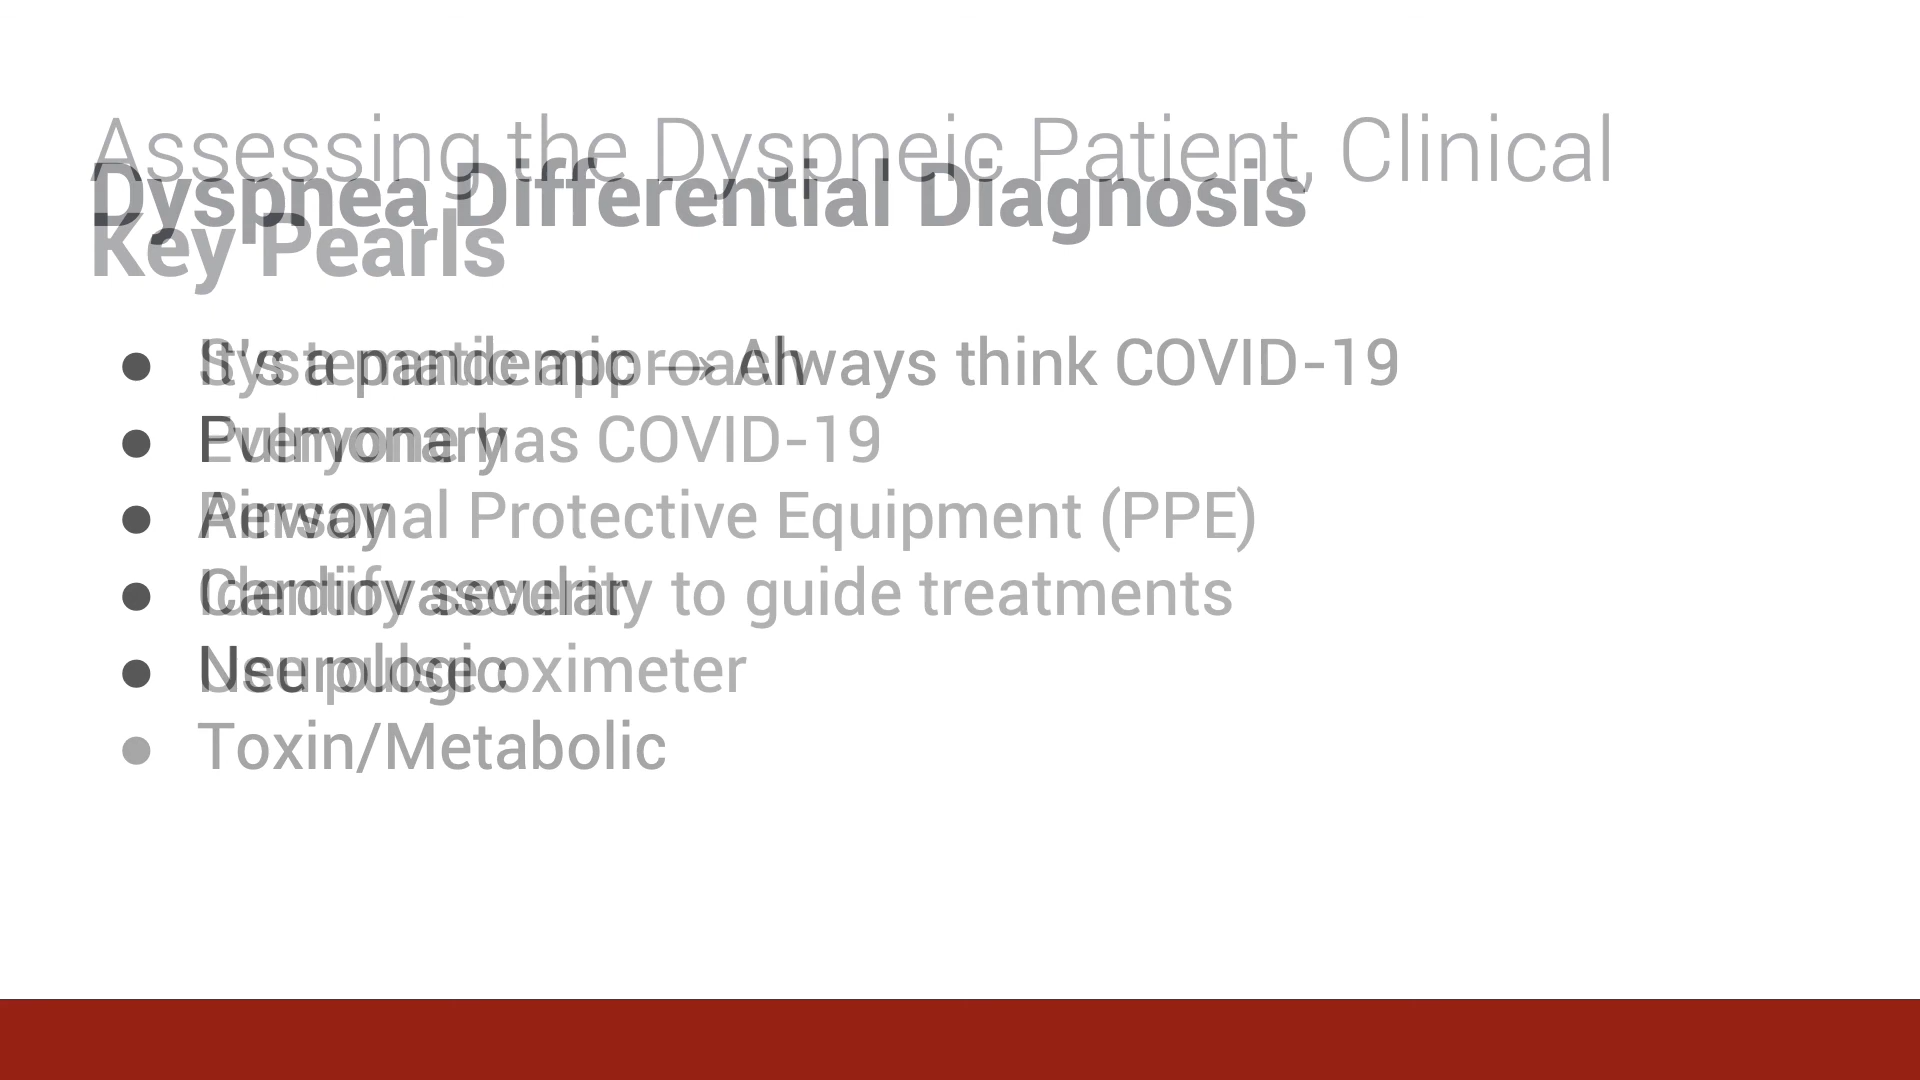 Assessing the Dyspneic Patient, Clinical
Key Pearls
● It's a pandemic → Always think COVID-19
● Everyone has COVID-19
● Personal Protective Equipment (PPE)
● Identify severity to guide treatments
● Use pulse oximeter
Dyspnea Differential Diagnosis
● Systematic approach
● Pulmonary
● Airway
● Cardiovascular
● Neurologic
● Toxin/Metabolic